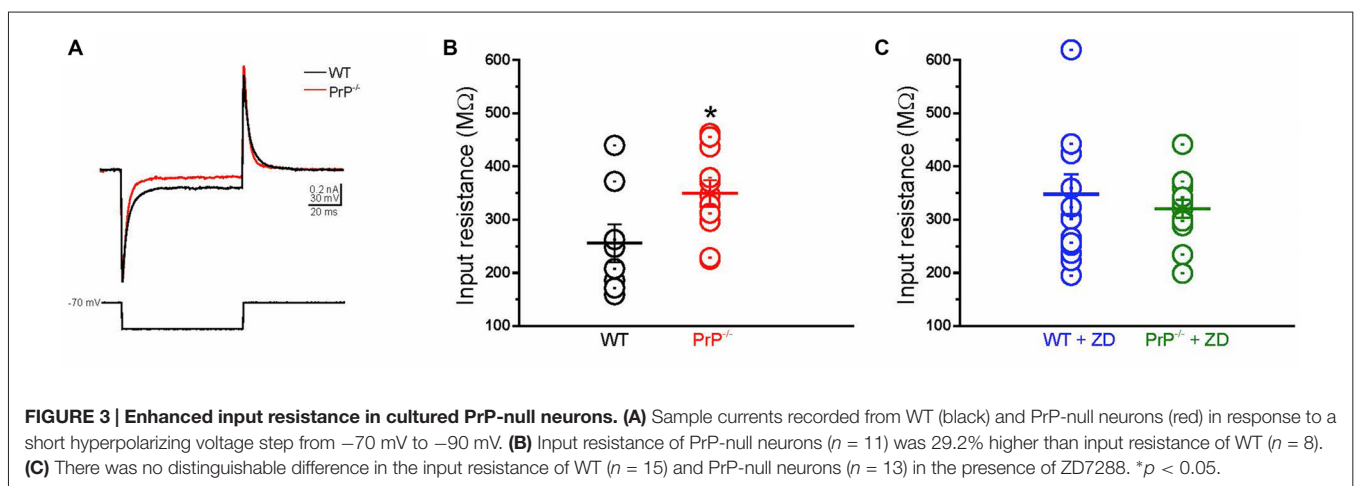 A
WT
PrP-/-
0.2 nA
30 mV
20 ms
-70 mV
B
600
500
400
300
200
100
Input resistance (MΩ)
*
WT
PrP-/-
C
600
500
400
300
200
100
Input resistance (MΩ)
WT + ZD
PrP-/- + ZD
FIGURE 3 | Enhanced input resistance in cultured PrP-null neurons. (A) Sample currents recorded from WT (black) and PrP-null neurons (red) in response to a
short hyperpolarizing voltage step from −70 mV to −90 mV. (B) Input resistance of PrP-null neurons (n = 11) was 29.2% higher than input resistance of WT (n = 8).
(C) There was no distinguishable difference in the input resistance of WT (n = 15) and PrP-null neurons (n = 13) in the presence of ZD7288. *p < 0.05.